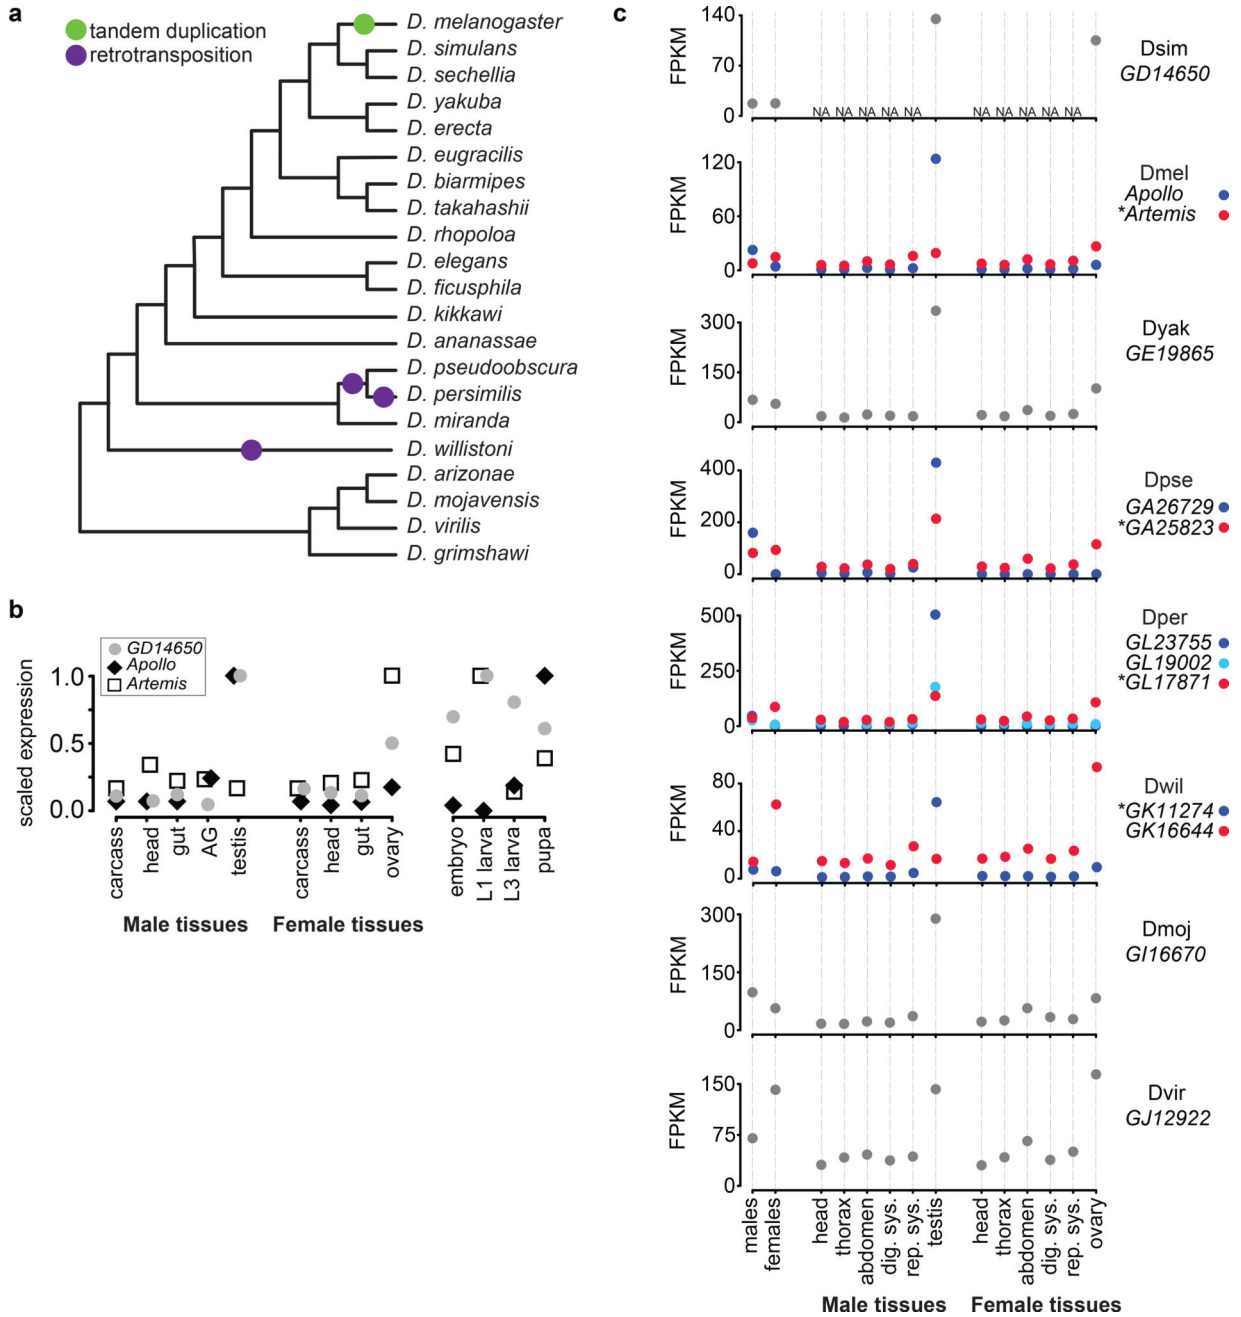 a
tandem duplication
retrotransposition
D. melanogaster
D. simulans
D. sechellia
D. yakuba
D. erecta
D. eugracilis
D. biarmipes
D. takahashii
D. rhopoloa
D. elegans
D. ficusphila
D. kikkawi
D. ananassae
D. pseudoobscura
D. persimilis
D. miranda
D. willistoni
D. arizonae
D. mojavensis
D. virilis
D. grimshawi
b
GD14650
Apollo
Artemis
scaled expression
1.0
0.5
0.0
carcass
head
gut
AG
testis
carcass
head
gut
ovary
embryo
L1 larva
L3 larva
pupa
Male tissues
Female tissues
c
FPKM
140
70
0
NA NA NA NA NA
NA NA NA NA NA
Dsim
GD14650
FPKM
120
60
0
Dmel
Apollo
*Artemis
FPKM
300
150
0
Dyak
GE19865
FPKM
400
200
0
Dpse
GA26729
*GA25823
FPKM
500
250
0
Dper
GL23755
GL19002
*GL17871
FPKM
80
40
0
Dwil
*GK11274
GK16644
FPKM
300
150
0
Dmoj
GI16670
FPKM
150
75
0
Dvir
GJ12922
males
females
head
thorax
abdomen
dig. sys.
rep. sys.
testis
head
thorax
abdomen
dig. sys.
rep. sys.
ovary
Male tissues
Female tissues